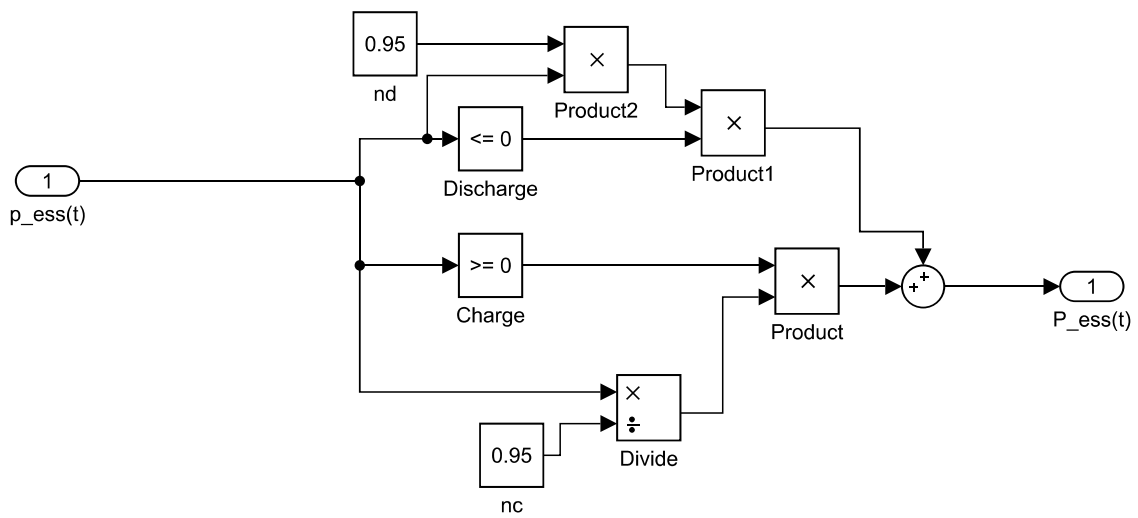 0.95
nd
×
Product2
<= 0
Discharge
×
Product1
1
p_ess(t)
>= 0
Charge
×
Product
+
+
1
P_ess(t)
×
÷
Divide
0.95
nc